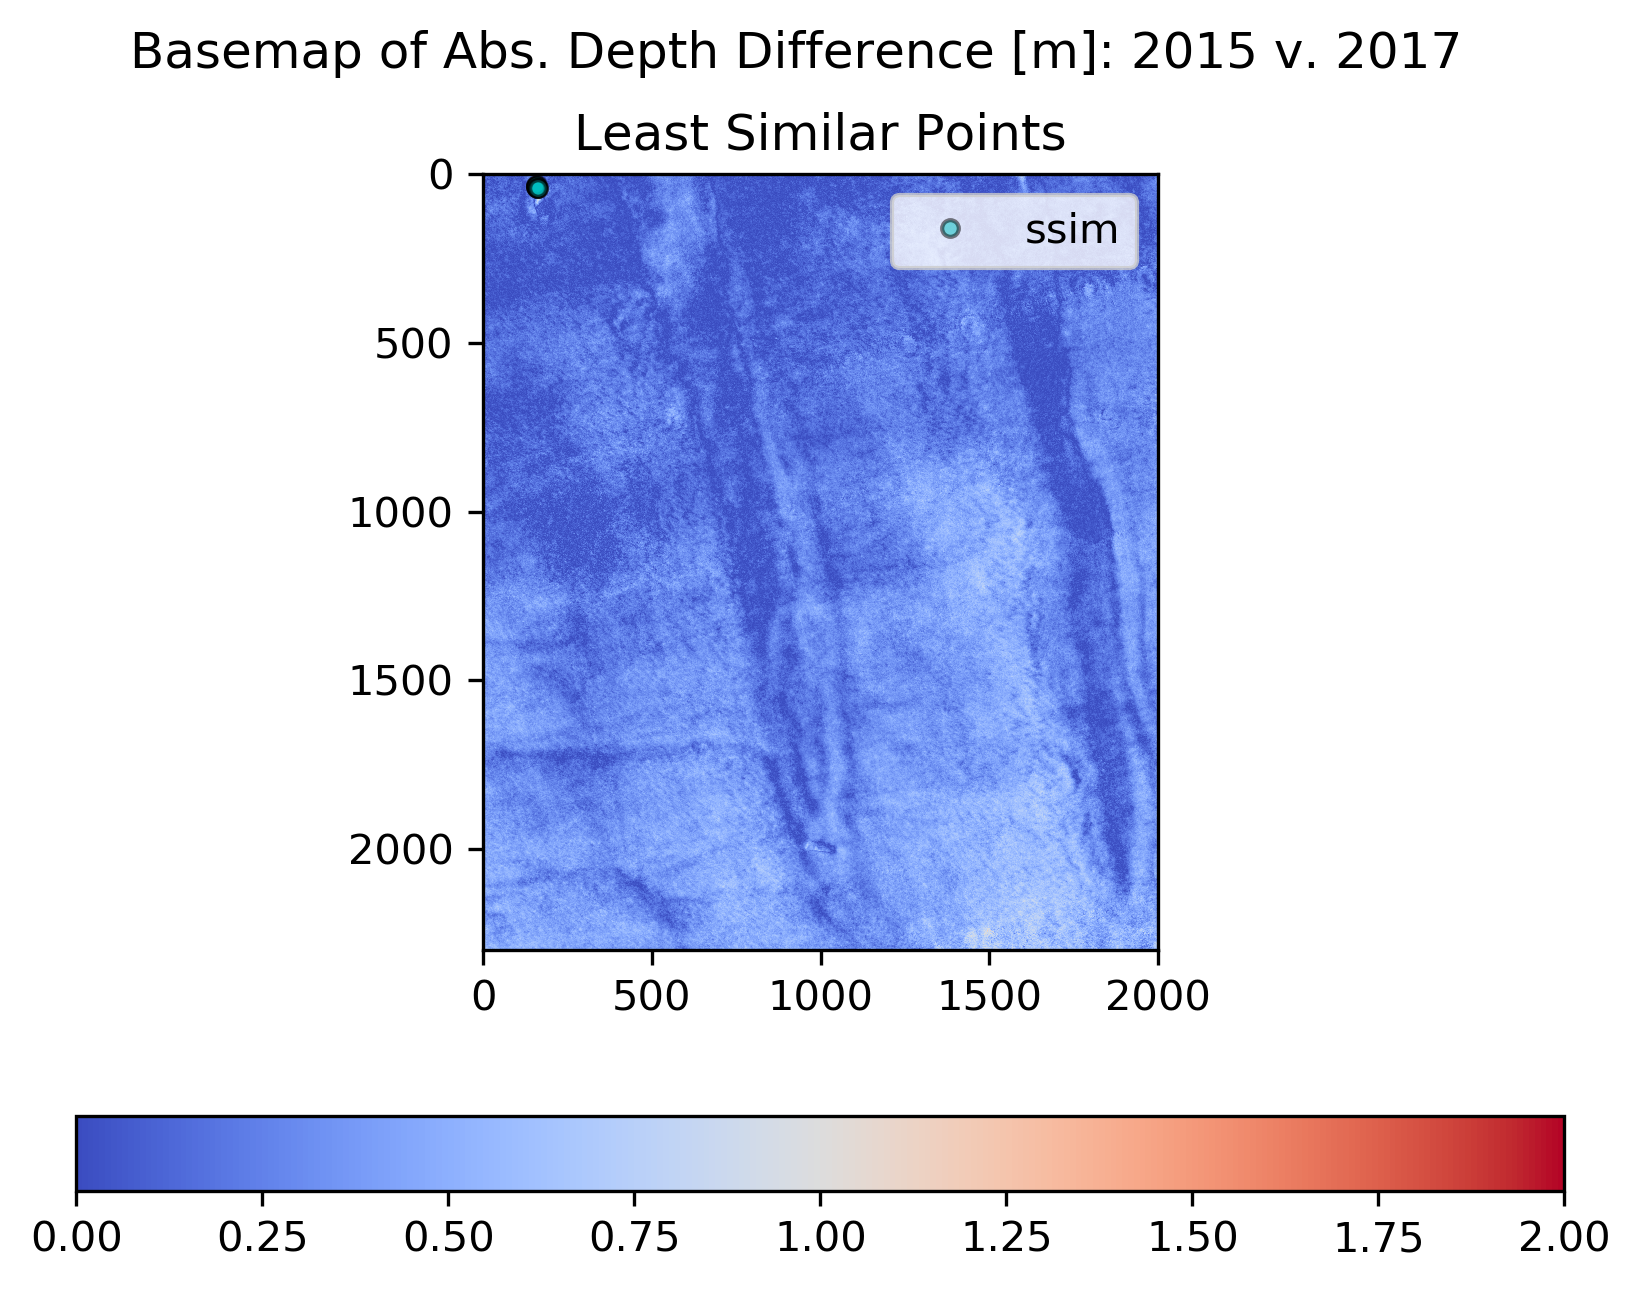 Basemap of Abs. Depth Difference [m]: 2015 v. 2017
Least Similar Points
ssim
0
500
1000
1500
2000
0 500 1000 1500 2000
0.00 0.25 0.50 0.75 1.00 1.25 1.50 1.75 2.00